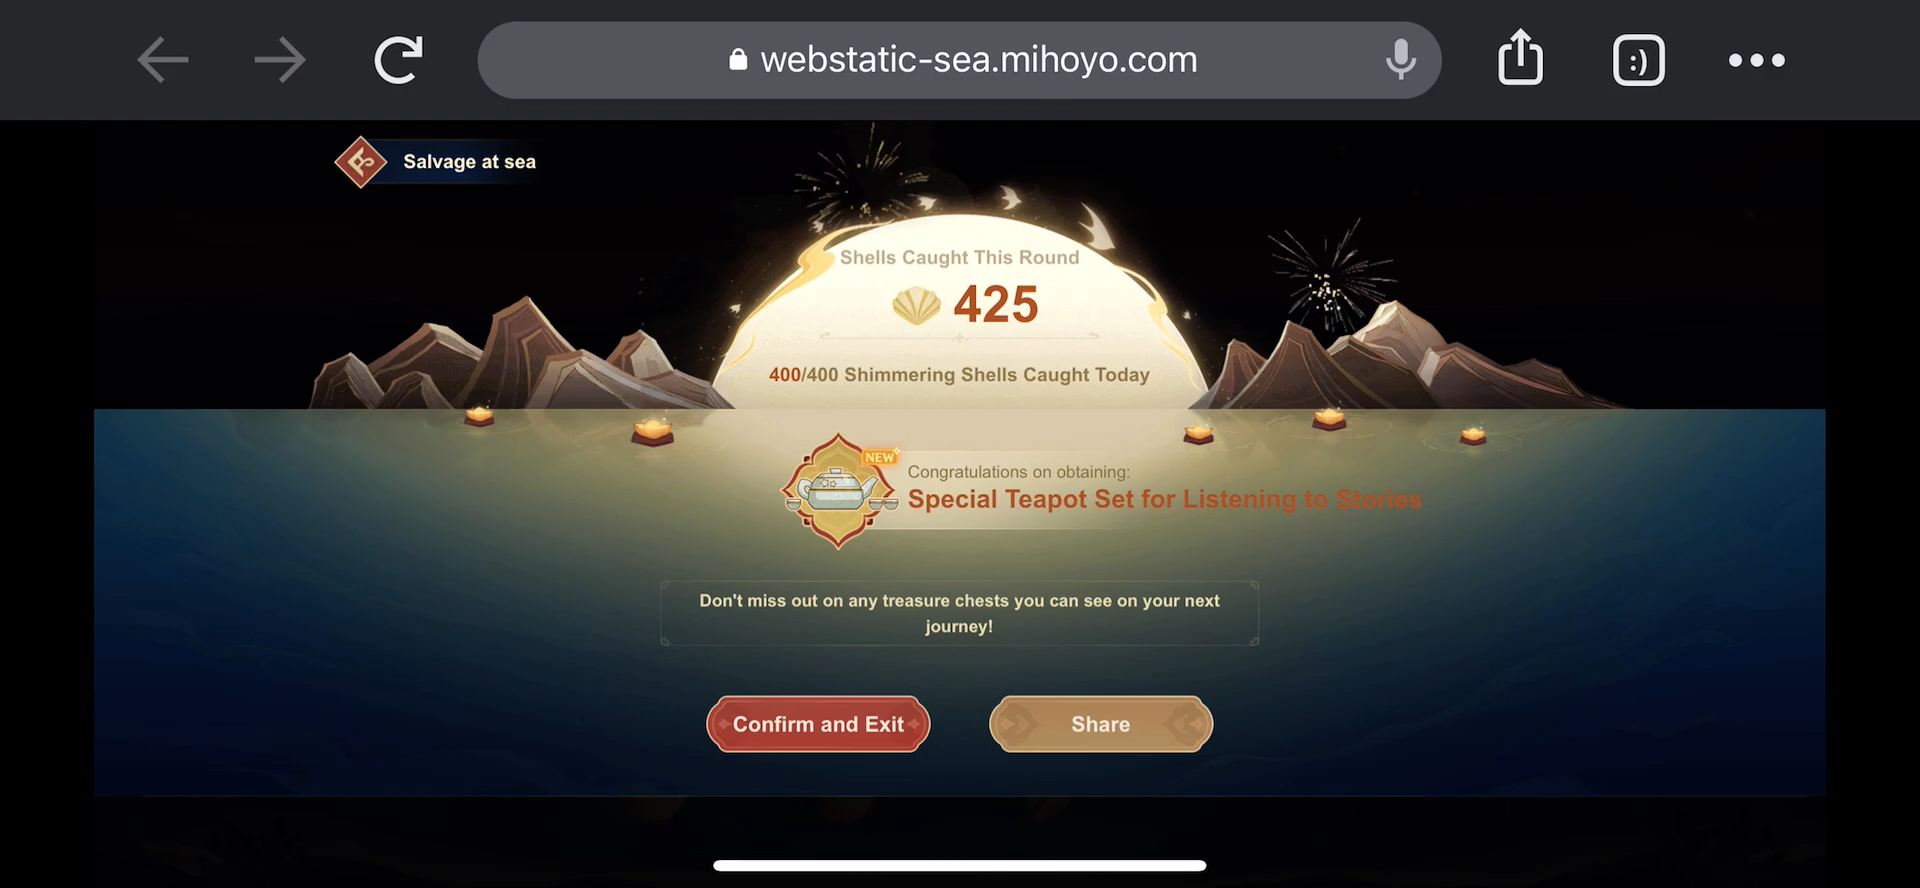 webstatic-sea.mihoyo.com
:)
Salvage at sea
Shells Caught This Round
425
400/400 Shimmering Shells Caught Today
NEW
Congratulations on obtaining:
Special Teapot Set for Listening to Stories
Don't miss out on any treasure chests you can see on your next
journey!
Confirm and Exit
Share